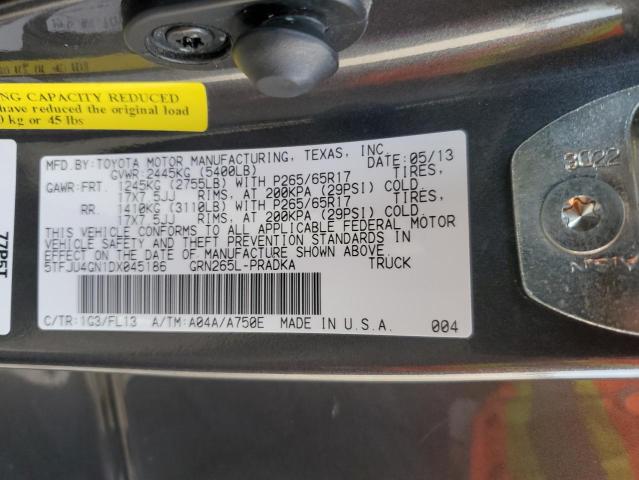 NG CAPACITY REDUCED
have reduced the original load
0 kg or 45 lbs
MFD.BY:TOYOTA MOTOR MANUFACTURING, TEXAS, INC.
GVWR:2445KG (5400LB) DATE:05/13
GAWR:FRT. 1245KG (2755LB) WITH P265/65R17 TIRES,
17X7.5JJ RIMS, AT 200KPA (29PSI) COLD.
RR. 1410KG (3110LB) WITH P265/65R17 TIRES,
17X7.5JJ RIMS, AT 200KPA (29PSI) COLD.
THIS VEHICLE CONFORMS TO ALL APPLICABLE FEDERAL MOTOR
VEHICLE SAFETY AND THEFT PREVENTION STANDARDS IN
EFFECT ON THE DATE OF MANUFACTURE SHOWN ABOVE.
5TFJU4GN1DX045186 GRN265L-PRADKA TRUCK
C/TR:1G3/FL13 A/TM:A04A/A750E MADE IN U.S.A. 004
77P5T
3C22